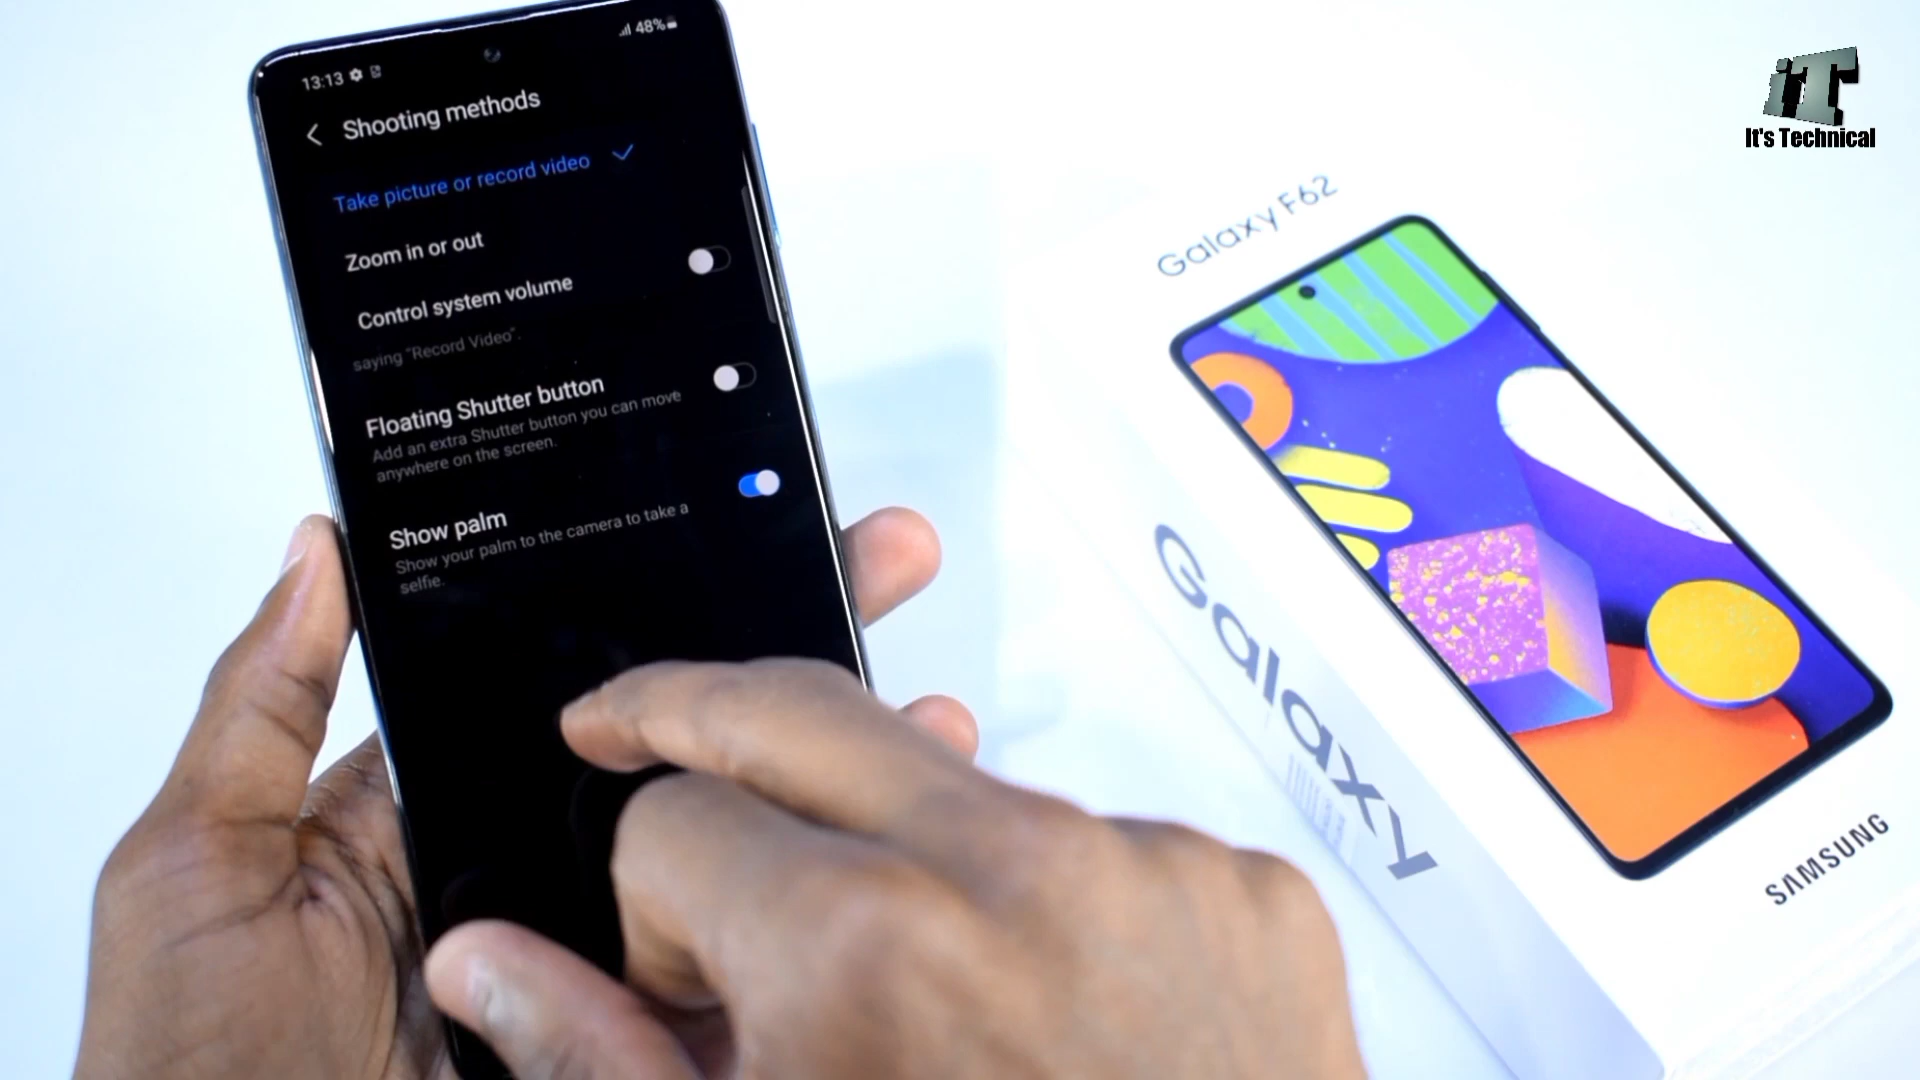 13:13
48%
Shooting methods
Take picture or record video
Zoom in or out
Control system volume
saying "Record Video".
Floating Shutter button
Add an extra Shutter button you can move
anywhere on the screen.
Show palm
Show your palm to the camera to take a
selfie.
iT
It's Technical
Galaxy F62
Galaxy
SAMSUNG